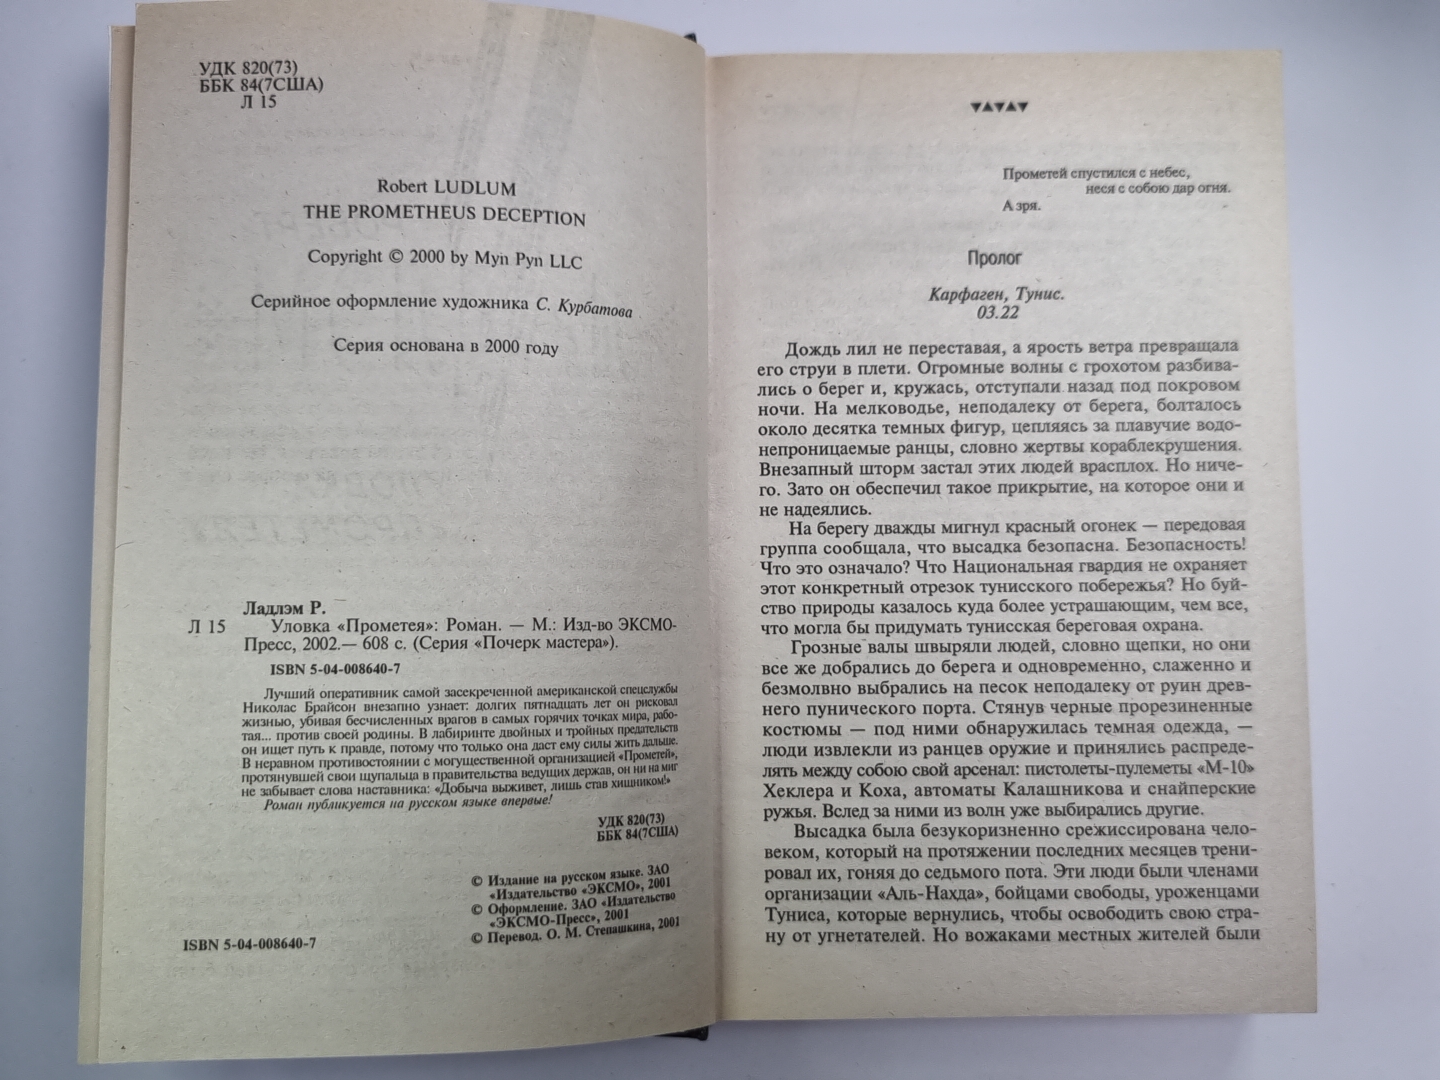 УДК 820(73)
ББК 84(7США)
Л 15
Robert LUDLUM
THE PROMETHEUS DECEPTION
Copyright © 2000 by Myn Pyn LLC
Серийное оформление художника С. Курбатова
Серия основана в 2000 году
Ладлэм Р.
Л 15 Уловка «Прометея»: Роман. — М.: Изд-во ЭКСМО-
Пресс, 2002.— 608 с. (Серия «Почерк мастера»).
ISBN 5-04-008640-7
Лучший оперативник самой засекреченной американской спецслужбы
Николас Брайсон внезапно узнает: долгих пятнадцать лет он рисковал
жизнью, убивая бесчисленных врагов в самых горячих точках мира, рабо-
тая... против своей родины. В лабиринте двойных и тройных предательств
он ищет путь к правде, потому что только она даст ему силы жить дальше.
В неравном противостоянии с могущественной организацией «Прометей»,
протянувшей свои щупальца в правительства ведущих держав, он ни на миг
не забывает слова наставника: «Добыча выживет, лишь став хищником!»
Роман публикуется на русском языке впервые!
УДК 820(73)
ББК 84(7США)
© Издание на русском языке. ЗАО
«Издательство «ЭКСМО», 2001
© Оформление. ЗАО «Издательство
«ЭКСМО-Пресс», 2001
© Перевод. О. М. Степашкина, 2001
ISBN 5-04-008640-7
Прометей спустился с небес,
неся с собою дар огня.
А зря.
Пролог
Карфаген, Тунис.
03.22
Дождь лил не переставая, а ярость ветра превращала
его струи в плети. Огромные волны с грохотом разбива-
лись о берег и, кружась, отступали назад под покровом
ночи. На мелководье, неподалеку от берега, болталось
около десятка темных фигур, цепляясь за плавучие водо-
непроницаемые ранцы, словно жертвы кораблекрушения.
Внезапный шторм застал этих людей врасплох. Но ниче-
го. Зато он обеспечил такое прикрытие, на которое они и
не надеялись.
На берегу дважды мигнул красный огонек — передовая
группа сообщала, что высадка безопасна. Безопасность!
Что это означало? Что Национальная гвардия не охраняет
этот конкретный отрезок тунисского побережья? Но буй-
ство природы казалось куда более устрашающим, чем все,
что могла бы придумать тунисская береговая охрана.
Грозные валы швыряли людей, словно щепки, но они
все же добрались до берега и одновременно, слаженно и
безмолвно выбрались на песок неподалеку от руин древ-
него пунического порта. Стянув черные прорезиненные
костюмы — под ними обнаружилась темная одежда, —
люди извлекли из ранцев оружие и принялись распреде-
лять между собою свой арсенал: пистолеты-пулеметы «М-10»
Хеклера и Коха, автоматы Калашникова и снайперские
ружья. Вслед за ними из волн уже выбирались другие.
Высадка была безукоризненно срежиссирована чело-
веком, который на протяжении последних месяцев трени-
ровал их, гоняя до седьмого пота. Эти люди были членами
организации «Аль-Нахда», бойцами свободы, уроженцами
Туниса, которые вернулись, чтобы освободить свою стра-
ну от угнетателей. Но вожаками местных жителей были